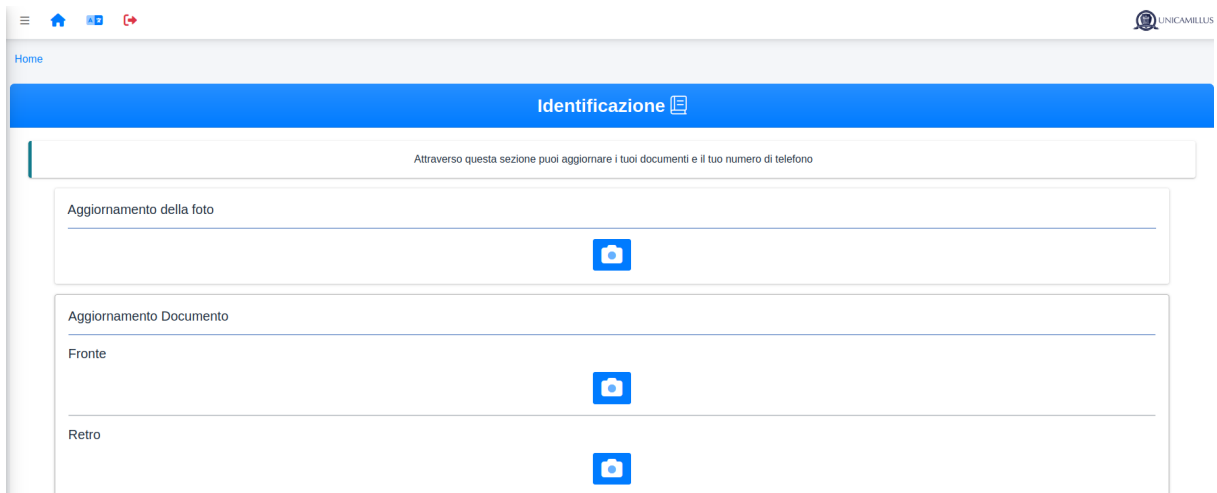 UNICAMILLUS
Home
Identificazione
Attraverso questa sezione puoi aggiornare i tuoi documenti e il tuo numero di telefono
Aggiornamento della foto
Aggiornamento Documento
Fronte
Retro